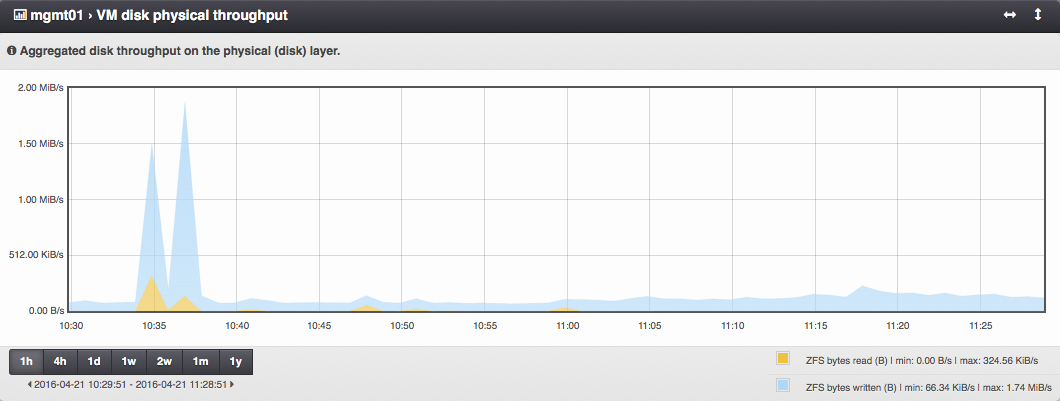 mgmt01 › VM disk physical throughput
Aggregated disk throughput on the physical (disk) layer.
2.00 MiB/s
1.50 MiB/s
1.00 MiB/s
512.00 KiB/s
0.00 B/s
10:30 10:35 10:40 10:45 10:50 10:55 11:00 11:05 11:10 11:15 11:20 11:25
1h 4h 1d 1w 2w 1m 1y
2016-04-21 10:29:51 - 2016-04-21 11:28:51
ZFS bytes read (B) | min: 0.00 B/s | max: 324.56 KiB/s
ZFS bytes written (B) | min: 66.34 KiB/s | max: 1.74 MiB/s